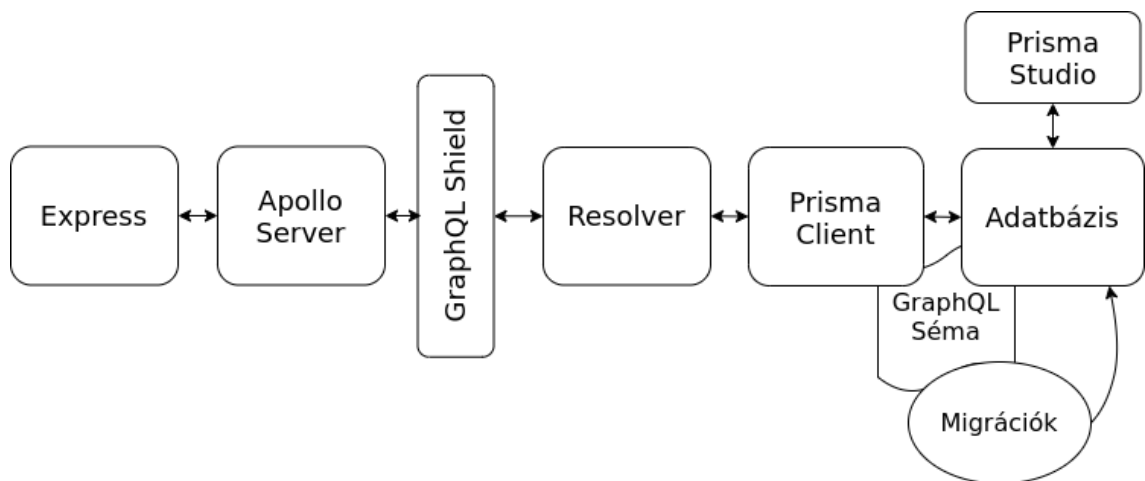 Prisma
Studio
Express
Apollo
Server
GraphQL Shield
Resolver
Prisma
Client
Adatbázis
GraphQL
Séma
Migrációk